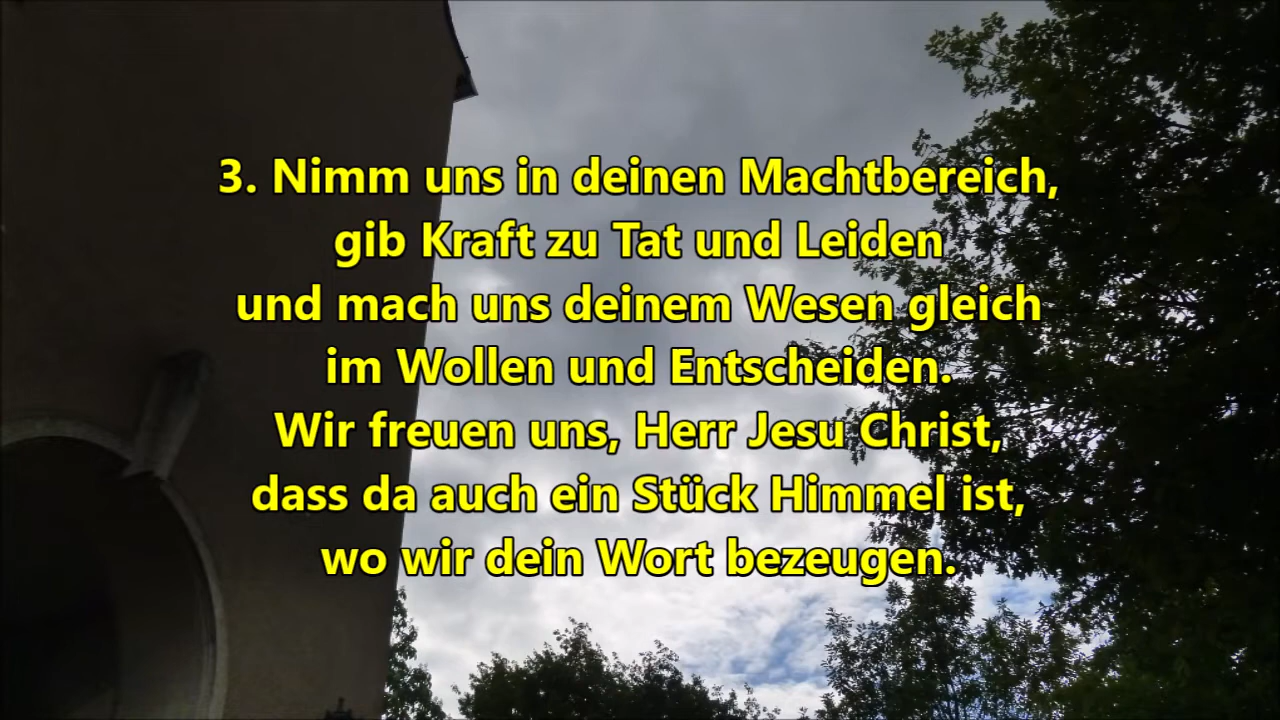 3. Nimm uns in deinen Machtbereich,
gib Kraft zu Tat und Leiden
und mach uns deinem Wesen gleich
im Wollen und Entscheiden.
Wir freuen uns, Herr Jesu Christ,
dass da auch ein Stück Himmel ist,
wo wir dein Wort bezeugen.